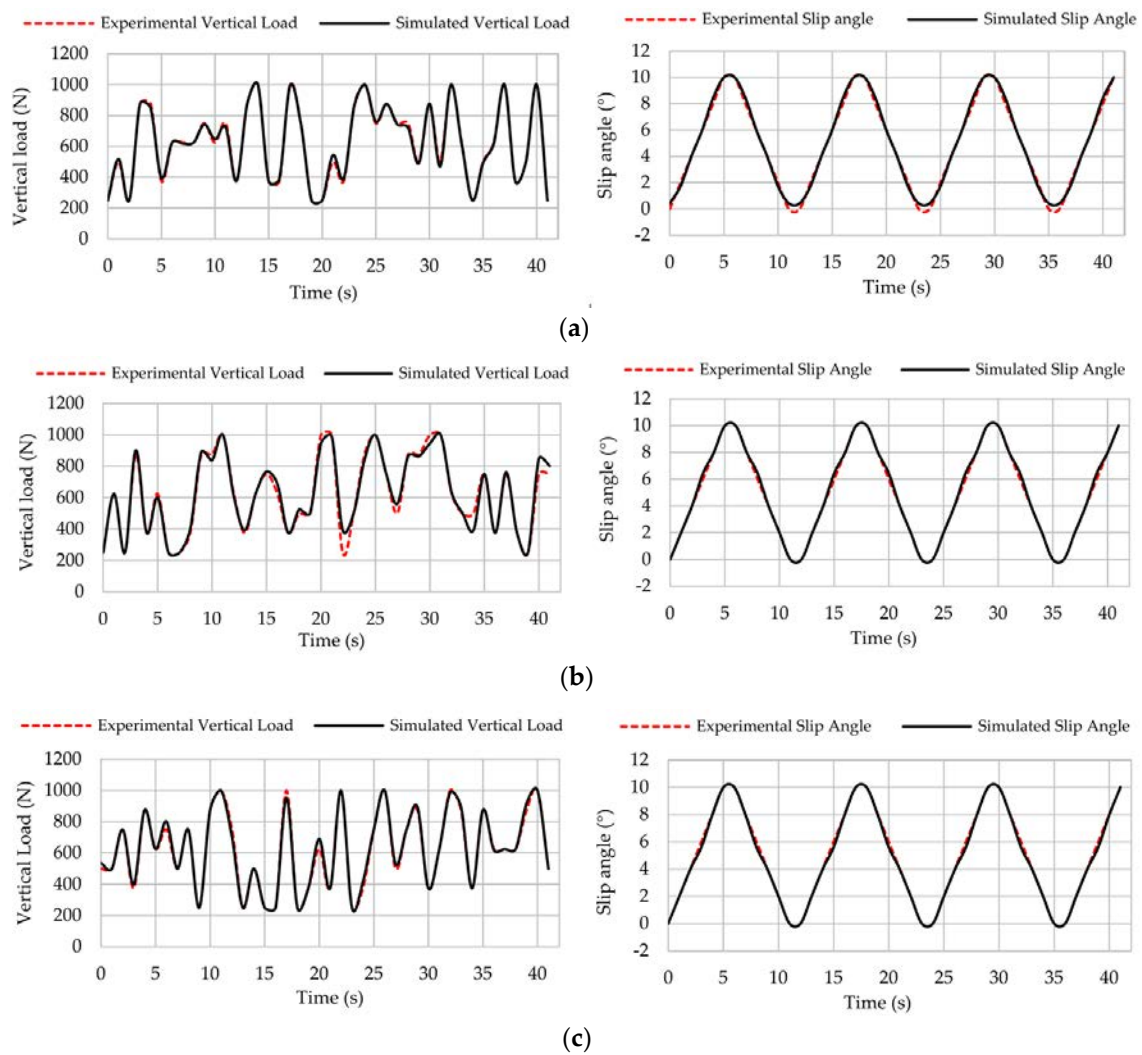 Experimental Vertical Load Simulated Vertical Load
Experimental Slip angle Simulated Slip Angle
Vertical load (N)
1200
1000
800
600
400
200
0
0 5 10 15 20 25 30 35 40
Time (s)
Slip angle (°)
12
10
8
6
4
2
0
-2
0 5 10 15 20 25 30 35 40
Time (s)
(a)
Experimental Vertical Load Simulated Vertical Load
Experimental Slip Angle Simulated Slip Angle
Vertical load (N)
1200
1000
800
600
400
200
0
0 5 10 15 20 25 30 35 40
Time (s)
Slip angle (°)
12
10
8
6
4
2
0
-2
0 5 10 15 20 25 30 35 40
Time (s)
(b)
Experimental Vertical Load Simulated Vertical Load
Experimental Slip Angle Simulated Slip Angle
Vertical Load (N)
1200
1000
800
600
400
200
0
0 5 10 15 20 25 30 35 40
Time (s)
Slip angle (°)
12
10
8
6
4
2
0
-2
0 5 10 15 20 25 30 35 40
Time (s)
(c)